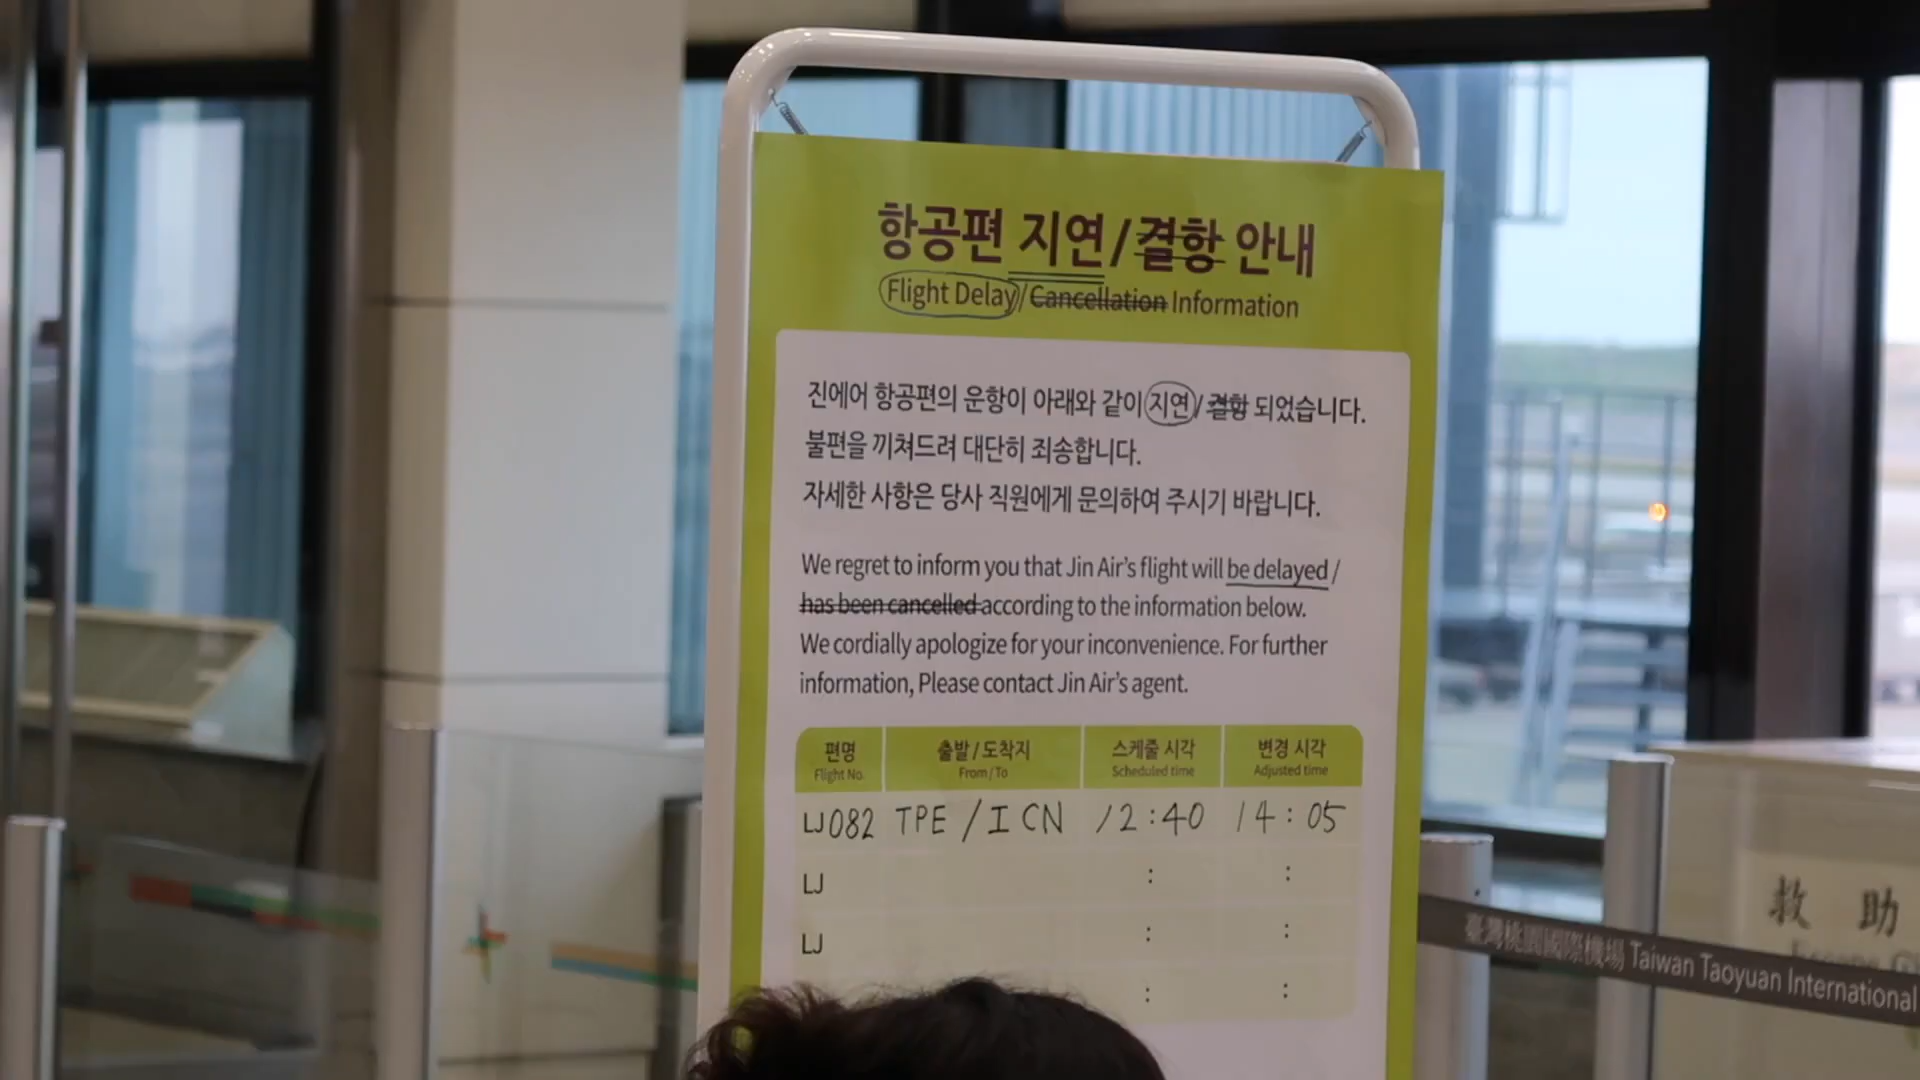 항공편 지연/결항 안내
Flight Delay/Cancellation Information
진에어 항공편의 운항이 아래와 같이 지연/결항 되었습니다.
불편을 끼쳐드려 대단히 죄송합니다.
자세한 사항은 당사 직원에게 문의하여 주시기 바랍니다.
We regret to inform you that Jin Air's flight will be delayed /
has been cancelled according to the information below.
We cordially apologize for your inconvenience. For further
information, Please contact Jin Air's agent.
편명 출발/도착지 스케줄 시각 변경 시각
Flight No. From/To Scheduled time Adjusted time
LJ082 TPE/ICN 12:40 14:05
LJ : :
LJ : :
: :
救助
臺灣桃園國際機場 Taiwan Taoyuan International